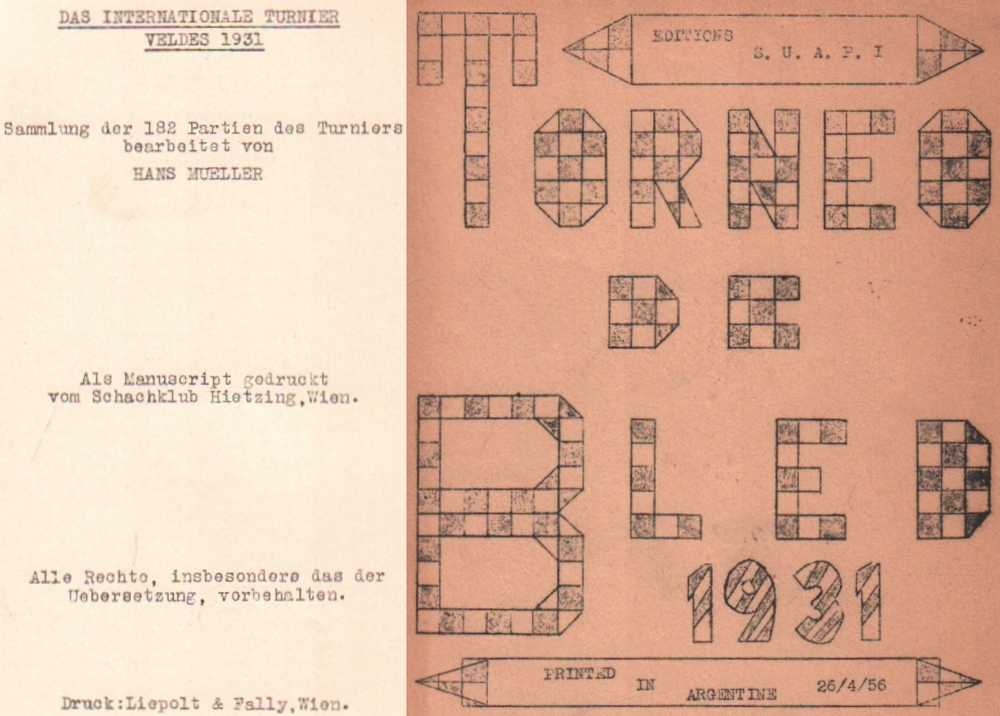 DAS INTERNATIONALE TURNIER
VELDES 1931
Sammlung der 182 Partien des Turniers
bearbeitet von
HANS MUELLER
Als Manuscript gedruckt
vom Schachklub Hietzing,Wien.
Alle Rechte, insbesondere das der
Uebersetzung, vorbehalten.
Druck:Liepolt & Fally,Wien.
EDITIONS
S. U. A. P. I
TORNEO
DE
BLED
1931
PRINTED IN ARGENTINE 26/4/56